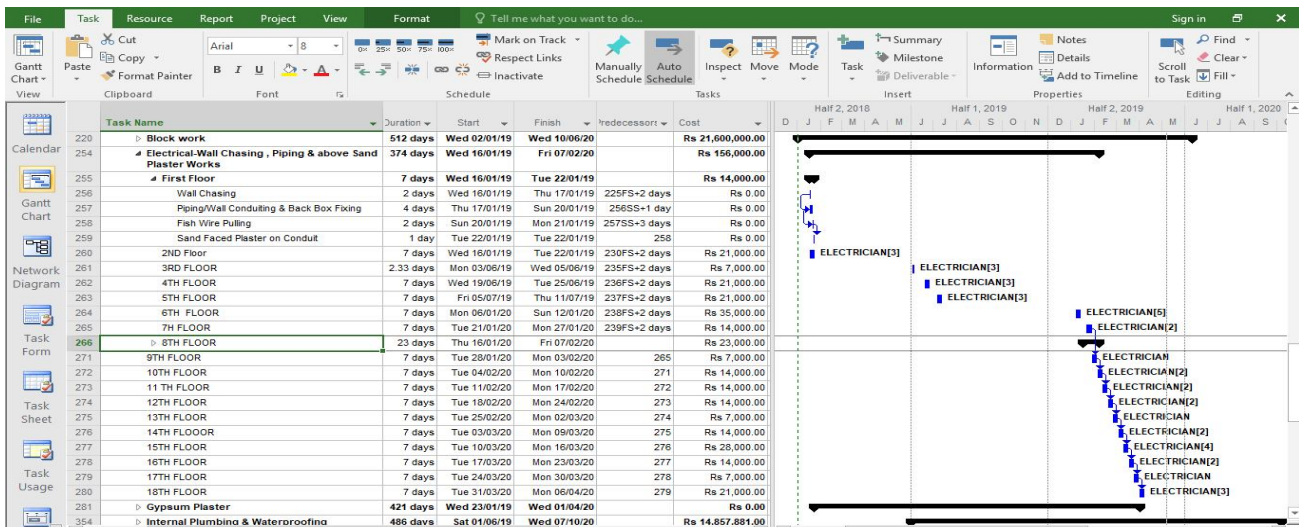 File Task Resource Report Project View Format Tell me what you want to do... Sign in
Gantt Chart
Paste
Cut
Copy
Format Painter
Arial 8
B I U A
0x 25x 50x 75x 100x
Mark on Track
Respect Links
Inactivate
Manually Schedule
Auto Schedule
Inspect Move Mode
Task
Summary
Milestone
Deliverable
Information
Notes
Details
Add to Timeline
Scroll to Task
Find
Clear
Fill
View Clipboard Font Schedule Tasks Insert Properties Editing
Calendar
Gantt Chart
Network Diagram
Task Form
Task Sheet
Task Usage
Half 2, 2018 Half 1, 2019 Half 2, 2019 Half 1, 2020
D J F M A M J J A S O N D J F M A M J J A S
Task Name Duration Start Finish Predecessors Cost
220 Block work 512 days Wed 02/01/19 Wed 10/06/20 Rs 21,600,000.00
254 Electrical-Wall Chasing , Piping & above Sand Plaster Works 374 days Wed 16/01/19 Fri 07/02/20 Rs 156,000.00
255 First Floor 7 days Wed 16/01/19 Tue 22/01/19 Rs 14,000.00
256 Wall Chasing 2 days Wed 16/01/19 Thu 17/01/19 225FS+2 days Rs 0.00
257 Piping/Wall Conduiting & Back Box Fixing 4 days Thu 17/01/19 Sun 20/01/19 256SS+1 day Rs 0.00
258 Fish Wire Pulling 2 days Sun 20/01/19 Mon 21/01/19 257SS+3 days Rs 0.00
259 Sand Faced Plaster on Conduit 1 day Tue 22/01/19 Tue 22/01/19 258 Rs 0.00
260 2ND Floor 7 days Wed 16/01/19 Tue 22/01/19 230FS+2 days Rs 21,000.00 ELECTRICIAN[3]
261 3RD FLOOR 2.33 days Mon 03/06/19 Wed 05/06/19 235FS+2 days Rs 7,000.00 ELECTRICIAN[3]
262 4TH FLOOR 7 days Wed 19/06/19 Tue 25/06/19 236FS+2 days Rs 21,000.00 ELECTRICIAN[3]
263 5TH FLOOR 7 days Fri 05/07/19 Thu 11/07/19 237FS+2 days Rs 21,000.00 ELECTRICIAN[3]
264 6TH FLOOR 7 days Mon 06/01/20 Sun 12/01/20 238FS+2 days Rs 35,000.00 ELECTRICIAN[5]
265 7H FLOOR 7 days Tue 21/01/20 Mon 27/01/20 239FS+2 days Rs 14,000.00 ELECTRICIAN[2]
266 8TH FLOOR 23 days Thu 16/01/20 Fri 07/02/20 Rs 23,000.00
271 9TH FLOOR 7 days Tue 28/01/20 Mon 03/02/20 265 Rs 7,000.00 ELECTRICIAN
272 10TH FLOOR 7 days Tue 04/02/20 Mon 10/02/20 271 Rs 14,000.00 ELECTRICIAN[2]
273 11 TH FLOOR 7 days Tue 11/02/20 Mon 17/02/20 272 Rs 14,000.00 ELECTRICIAN[2]
274 12TH FLOOR 7 days Tue 18/02/20 Mon 24/02/20 273 Rs 14,000.00 ELECTRICIAN[2]
275 13TH FLOOR 7 days Tue 25/02/20 Mon 02/03/20 274 Rs 7,000.00 ELECTRICIAN
276 14TH FLOOOR 7 days Tue 03/03/20 Mon 09/03/20 275 Rs 14,000.00 ELECTRICIAN[2]
277 15TH FLOOR 7 days Tue 10/03/20 Mon 16/03/20 276 Rs 28,000.00 ELECTRICIAN[4]
278 16TH FLOOR 7 days Tue 17/03/20 Mon 23/03/20 277 Rs 14,000.00 ELECTRICIAN[2]
279 17TH FLOOR 7 days Tue 24/03/20 Mon 30/03/20 278 Rs 7,000.00 ELECTRICIAN
280 18TH FLOOR 7 days Tue 31/03/20 Mon 06/04/20 279 Rs 21,000.00 ELECTRICIAN[3]
281 Gypsum Plaster 421 days Wed 23/01/19 Wed 01/04/20 Rs 0.00
354 Internal Plumbing & Waterproofing 486 days Sat 01/06/19 Wed 07/10/20 Rs 14,857,881.00